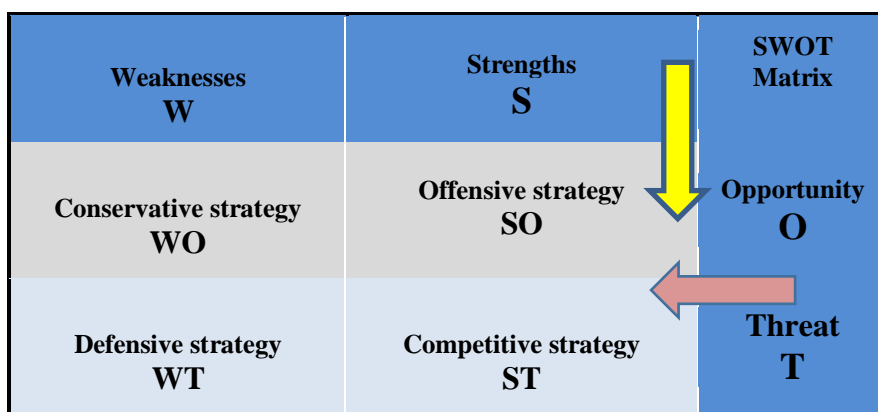 Weaknesses
W
Strengths
S
SWOT
Matrix
Conservative strategy
WO
Offensive strategy
SO
Opportunity
O
Defensive strategy
WT
Competitive strategy
ST
Threat
T